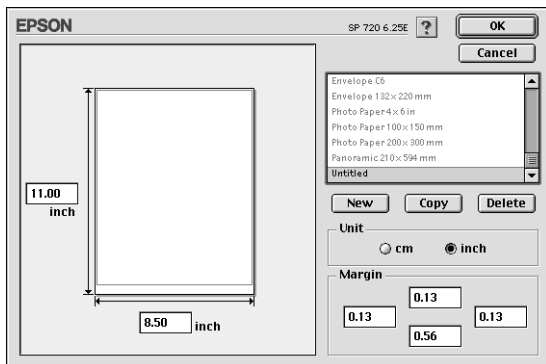 EPSON
SP 720 6.25E
?
OK
Cancel
11.00
inch
8.50 inch
Envelope C6
Envelope 132×220 mm
Photo Paper 4×6 in
Photo Paper 100×150 mm
Photo Paper 200×300 mm
Panoramic 210×594 mm
Untitled
New Copy Delete
Unit
cm inch
Margin
0.13
0.13 0.13
0.56